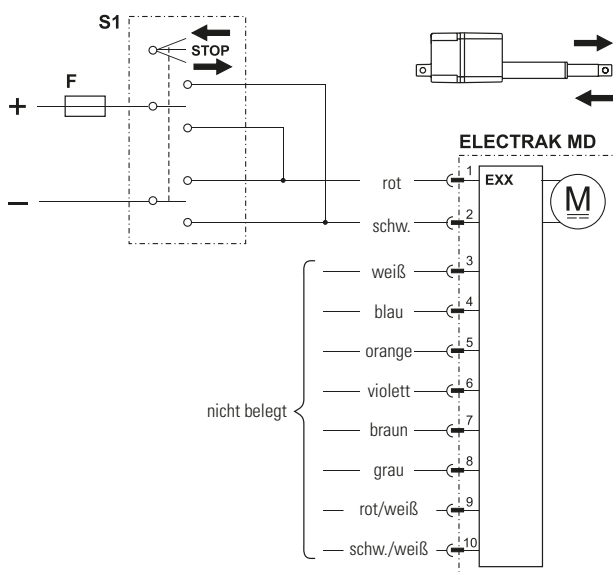 S1
STOP
F
+
−
ELECTRAK MD
rot
1
EXX
M
schw.
2
weiß
3
blau
4
orange
5
violett
6
nicht belegt
braun
7
grau
8
rot/weiß
9
schw./weiß
10